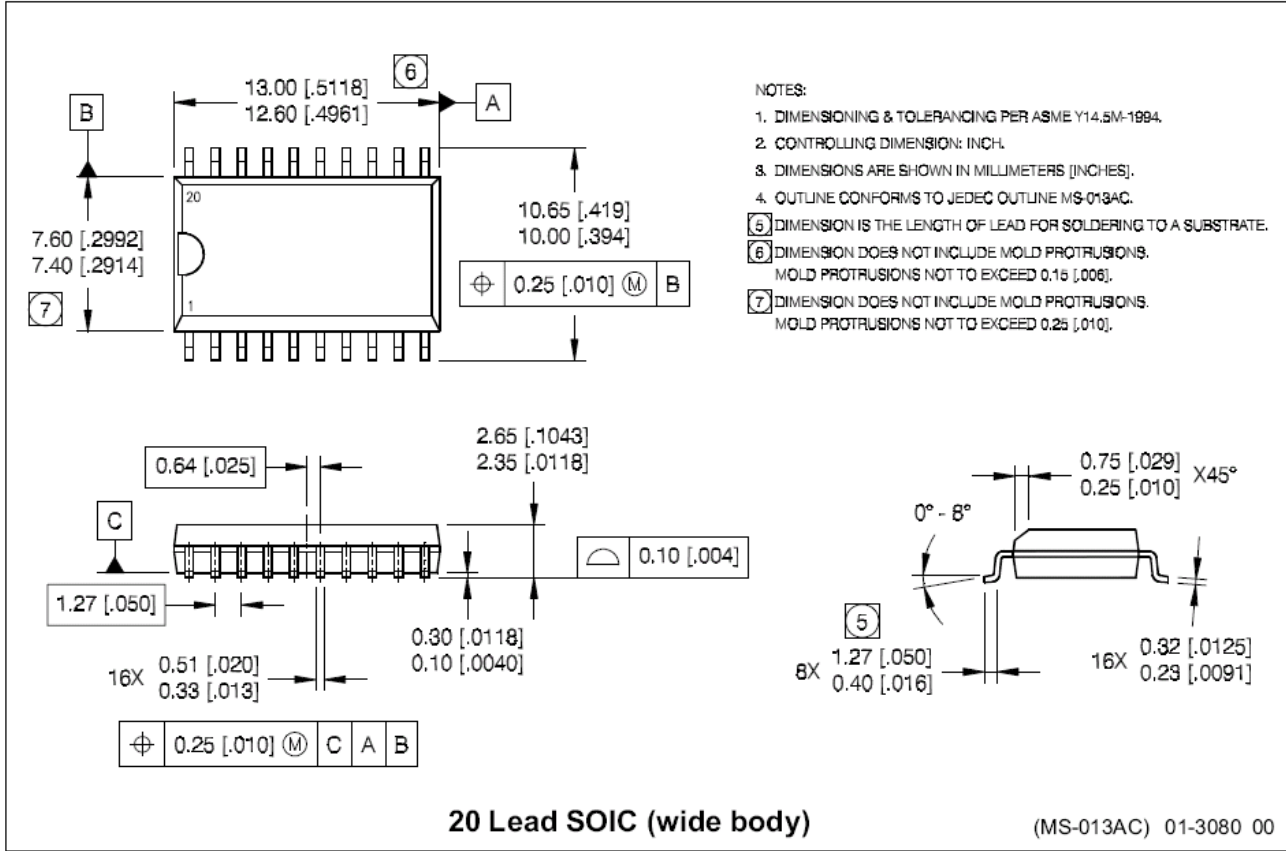 13.00 [.5118]
12.60 [.4961]
6
A
B
20
1
7.60 [.2992]
7.40 [.2914]
7
10.65 [.419]
10.00 [.394]
⌖ 0.25 [.010] Ⓜ B
NOTES:
1. DIMENSIONING & TOLERANCING PER ASME Y14.5M-1994.
2. CONTROLLING DIMENSION: INCH.
3. DIMENSIONS ARE SHOWN IN MILLIMETERS [INCHES].
4. OUTLINE CONFORMS TO JEDEC OUTLINE MS-013AC.
5 DIMENSION IS THE LENGTH OF LEAD FOR SOLDERING TO A SUBSTRATE.
6 DIMENSION DOES NOT INCLUDE MOLD PROTRUSIONS.
MOLD PROTRUSIONS NOT TO EXCEED 0.15 [.006].
7 DIMENSION DOES NOT INCLUDE MOLD PROTRUSIONS.
MOLD PROTRUSIONS NOT TO EXCEED 0.25 [.010].
0.64 [.025]
2.65 [.1043]
2.35 [.0118]
C
⌓ 0.10 [.004]
1.27 [.050]
16X 0.51 [.020]
0.33 [.013]
0.30 [.0118]
0.10 [.0040]
⌖ 0.25 [.010] Ⓜ C A B
0.75 [.029]
0.25 [.010] X45°
0° - 8°
5
8X 1.27 [.050]
0.40 [.016]
16X 0.32 [.0125]
0.23 [.0091]
20 Lead SOIC (wide body)
(MS-013AC) 01-3080 00